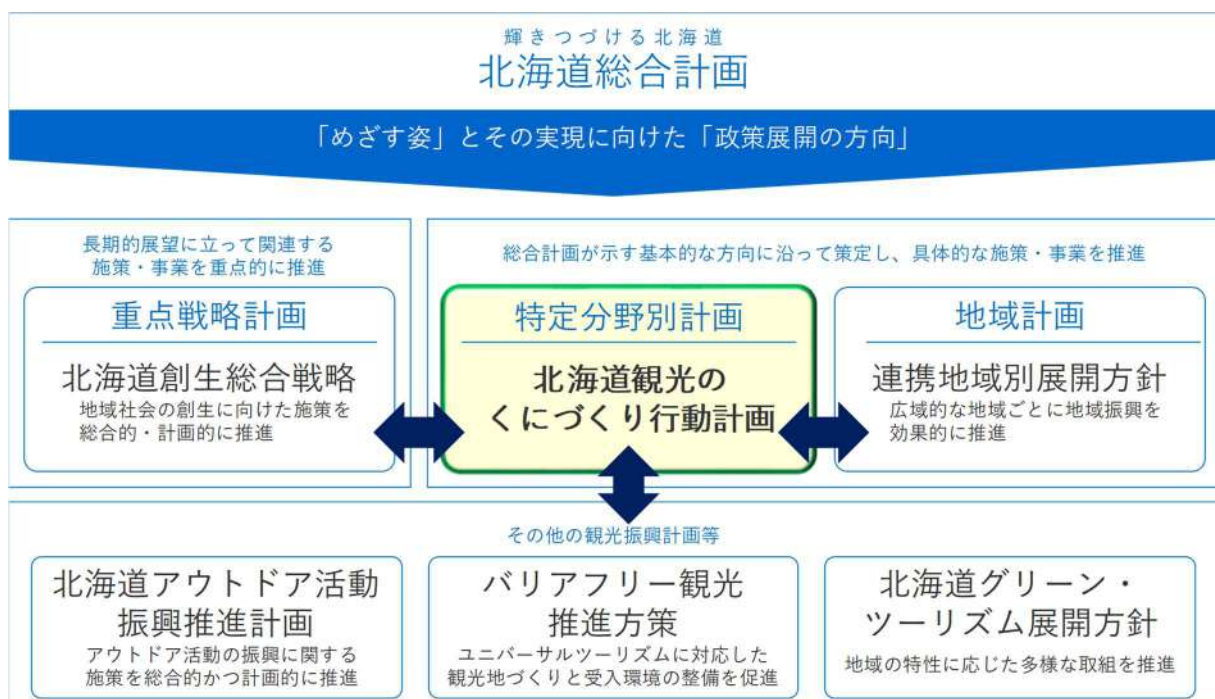 輝きつづける北海道
北海道総合計画
「めざす姿」とその実現に向けた「政策展開の方向」
長期的展望に立って関連する
施策・事業を重点的に推進
重点戦略計画
北海道創生総合戦略
地域社会の創生に向けた施策を
総合的・計画的に推進
総合計画が示す基本的な方向に沿って策定し、具体的な施策・事業を推進
特定分野別計画
北海道観光の
くにづくり行動計画
地域計画
連携地域別展開方針
広域的な地域ごとに地域振興を
効果的に推進
その他の観光振興計画等
北海道アウトドア活動
振興推進計画
アウトドア活動の振興に関する
施策を総合的かつ計画的に推進
バリアフリー観光
推進方策
ユニバーサルツーリズムに対応した
観光地づくりと受入環境の整備を促進
北海道グリーン・
ツーリズム展開方針
地域の特性に応じた多様な取組を推進